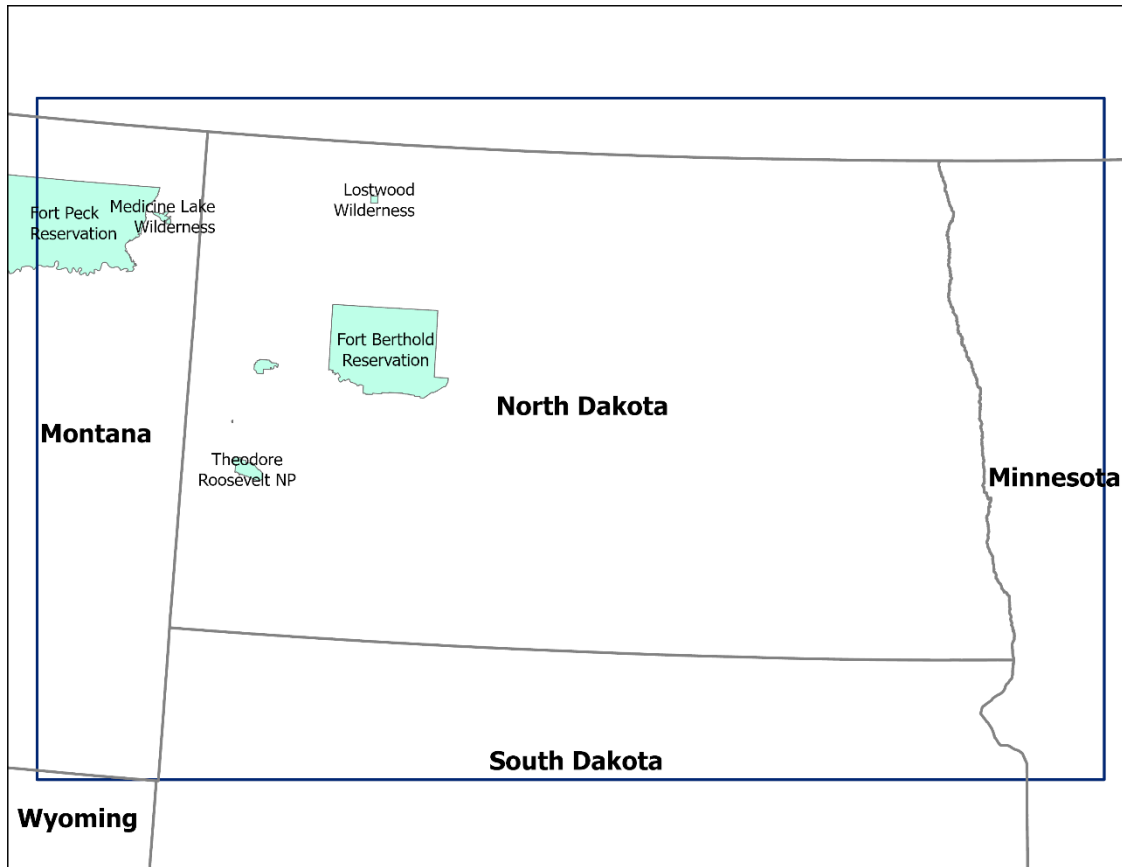 Lostwood
Wilderness
Fort Peck
Reservation
Medicine Lake
Wilderness
Fort Berthold
Reservation
North Dakota
Montana
Theodore
Roosevelt NP
Minnesota
South Dakota
Wyoming